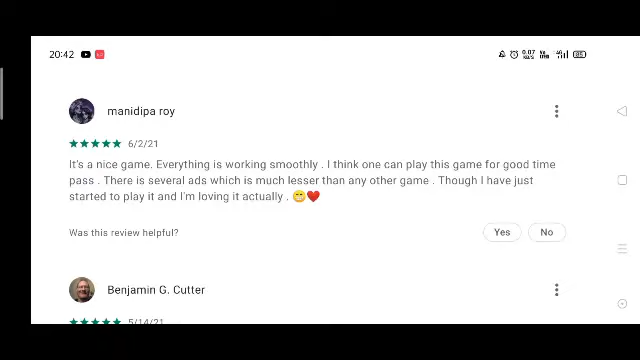 20:42
manidipa roy
★★★★★ 6/2/21
It's a nice game. Everything is working smoothly . I think one can play this game for good time
pass . There is several ads which is much lesser than any other game . Though I have just
started to play it and I'm loving it actually . 😁❤️
Was this review helpful?
Yes
No
Benjamin G. Cutter
★★★★★ 5/14/21